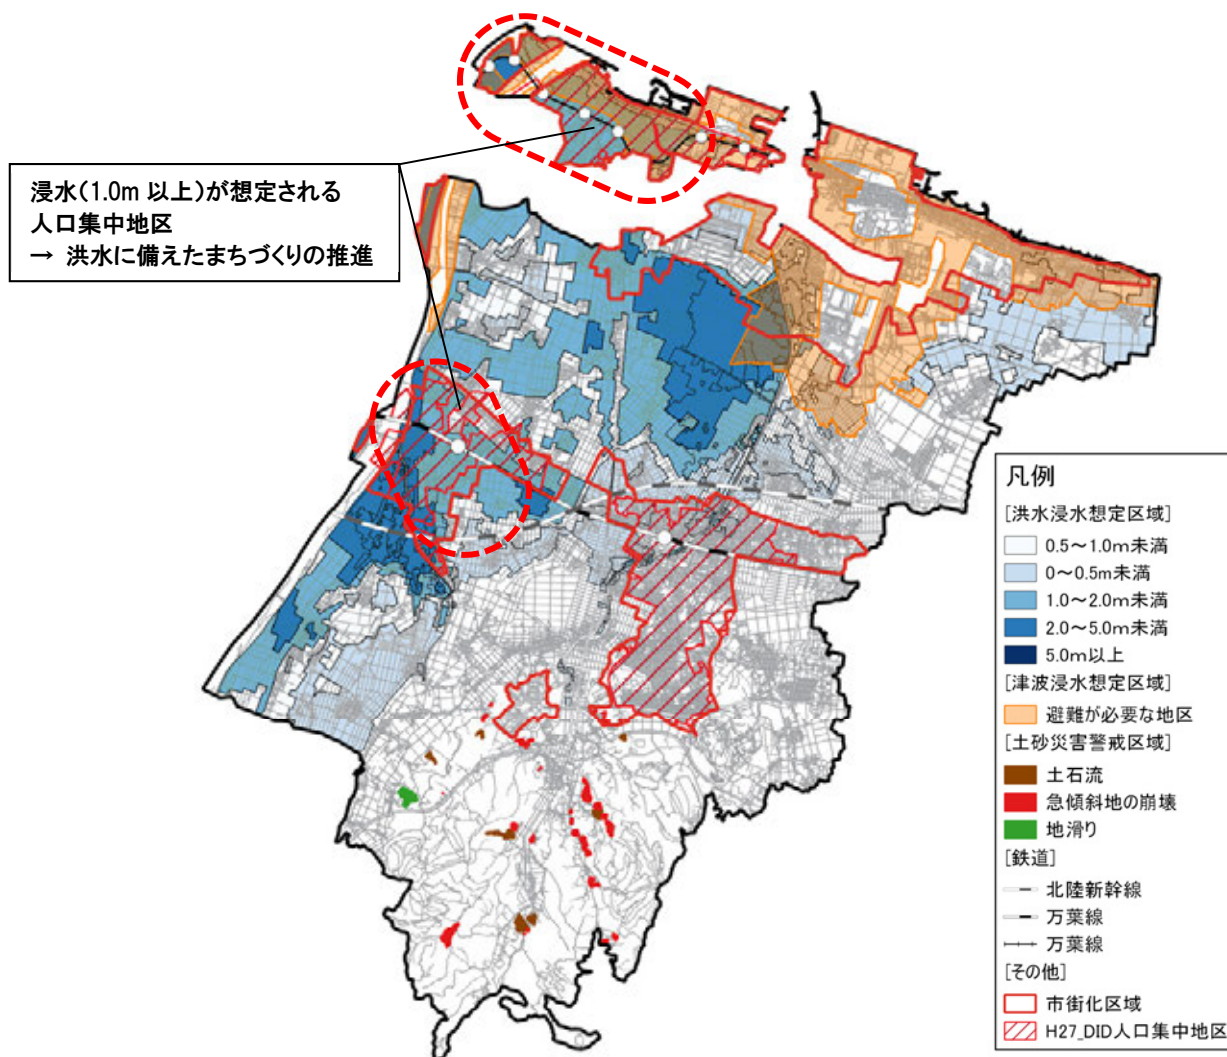 浸水(1.0m 以上)が想定される
人口集中地区
→ 洪水に備えたまちづくりの推進
凡例
[洪水浸水想定区域]
0.5～1.0m未満
0～0.5m未満
1.0～2.0m未満
2.0～5.0m未満
5.0m以上
[津波浸水想定区域]
避難が必要な地区
[土砂災害警戒区域]
土石流
急傾斜地の崩壊
地滑り
[鉄道]
北陸新幹線
万葉線
万葉線
[その他]
市街化区域
H27_DID人口集中地区